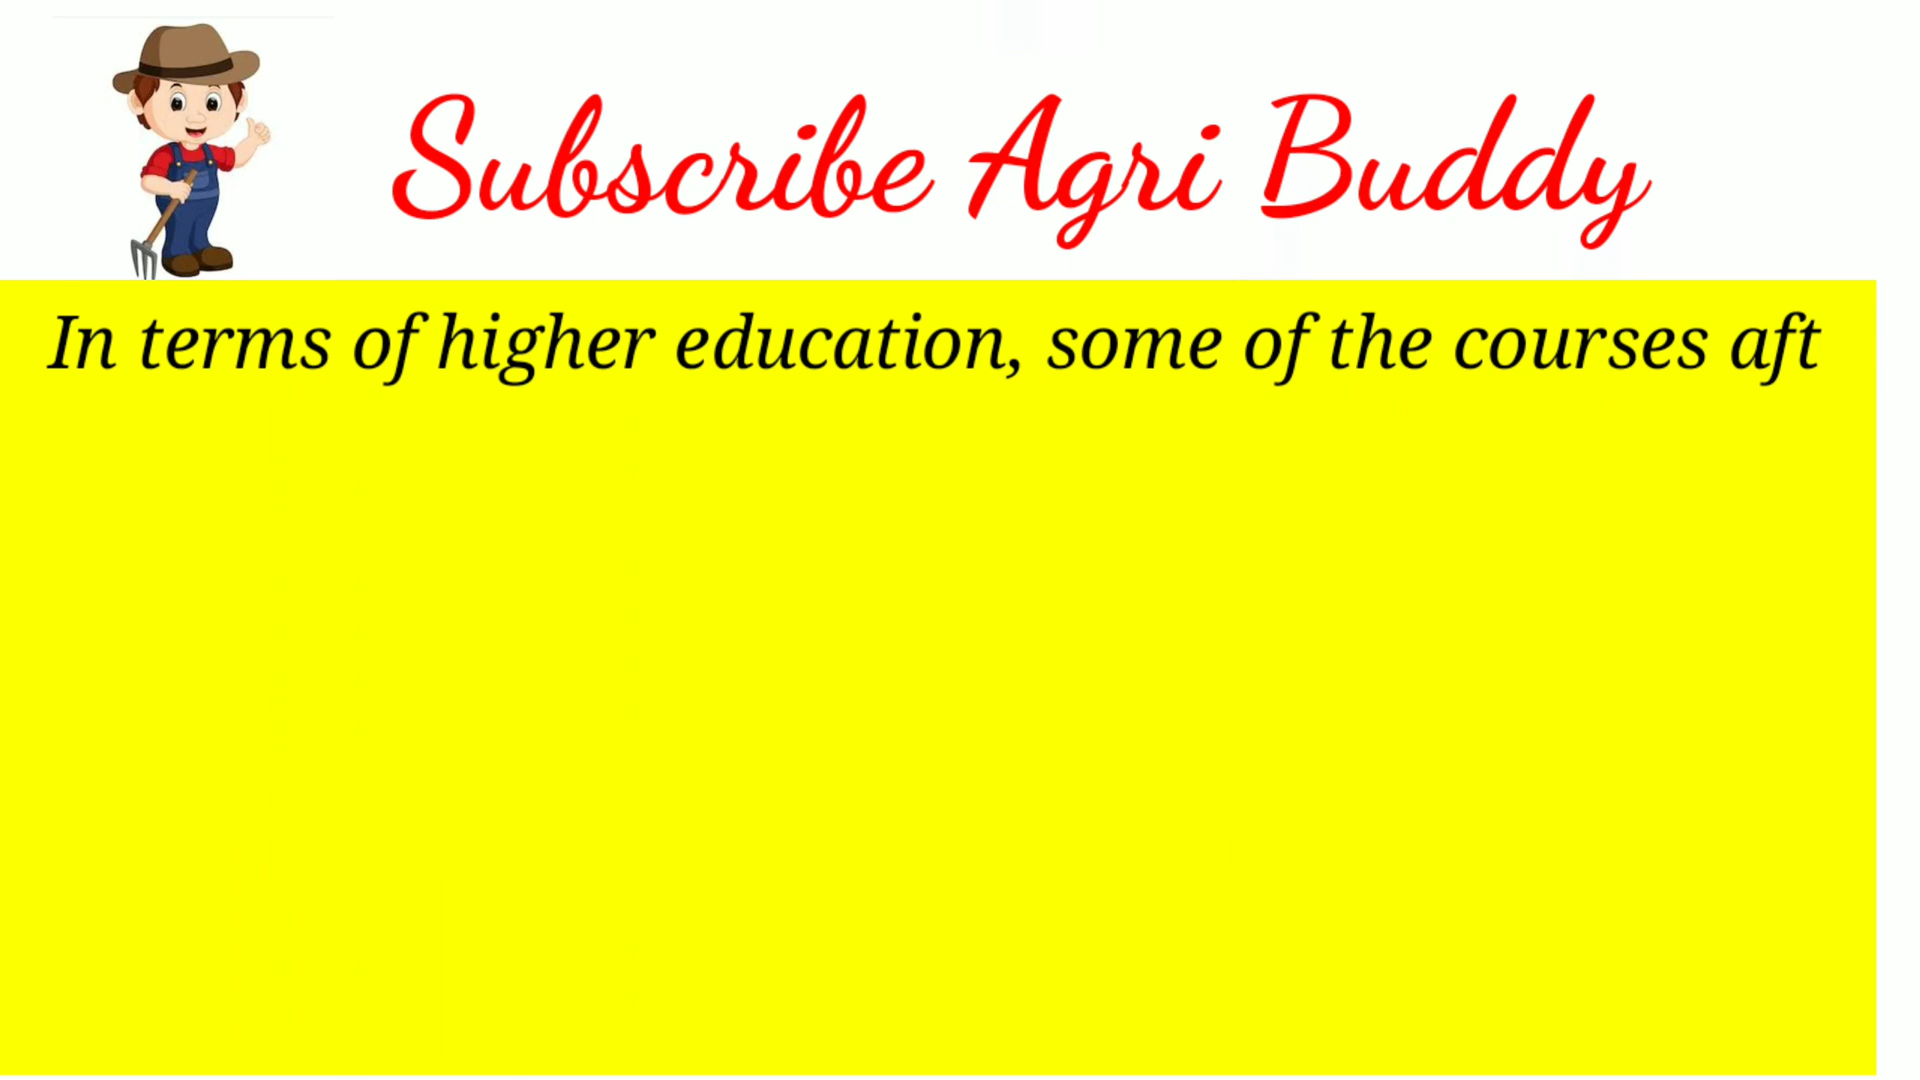 Subscribe Agri Buddy
In terms of higher education, some of the courses aft